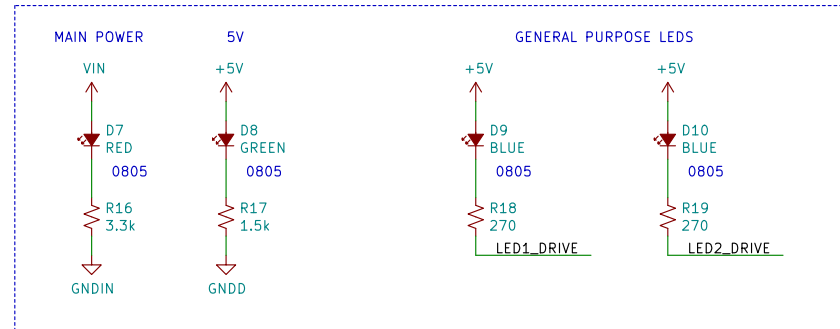 MAIN POWER 5V GENERAL PURPOSE LEDS
VIN +5V +5V +5V
D7 D8 D9 D10
RED GREEN BLUE BLUE
0805 0805 0805 0805
R16 R17 R18 R19
3.3k 1.5k 270 270
LED1_DRIVE LED2_DRIVE
GNDIN GNDD